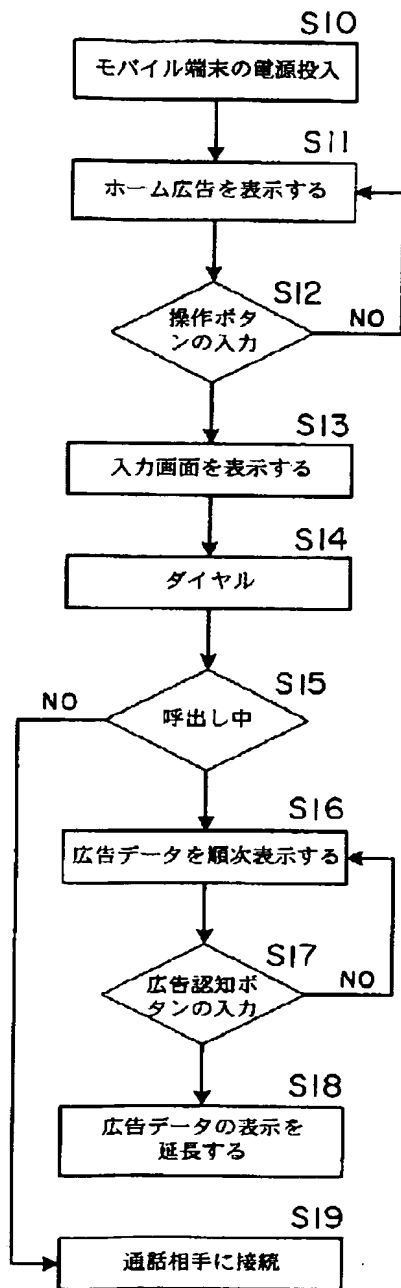 S10
モバイル端末の電源投入
S11
ホーム広告を表示する
S12
操作ボタ
ンの入力
NO
S13
入力画面を表示する
S14
ダイヤル
S15
NO
呼出し中
S16
広告データを順次表示する
S17
広告認知ボ
タンの入力
NO
S18
広告データの表示を
延長する
S19
通話相手に接続